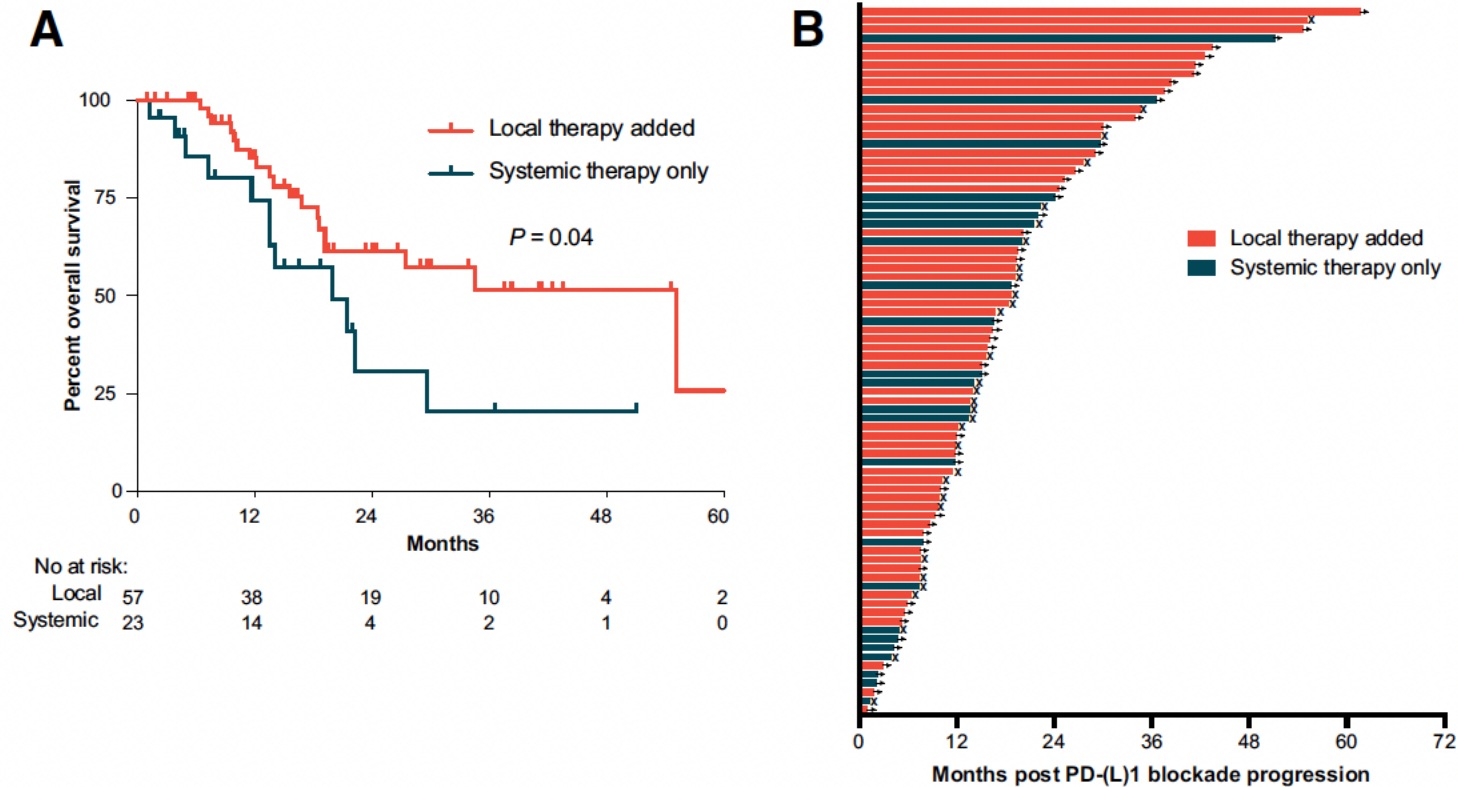 A
100
75
50
25
0
Percent overall survival
Local therapy added
Systemic therapy only
P = 0.04
0 12 24 36 48 60
Months
No at risk:
Local 57 38 19 10 4 2
Systemic 23 14 4 2 1 0
B
Local therapy added
Systemic therapy only
0 12 24 36 48 60 72
Months post PD-(L)1 blockade progression